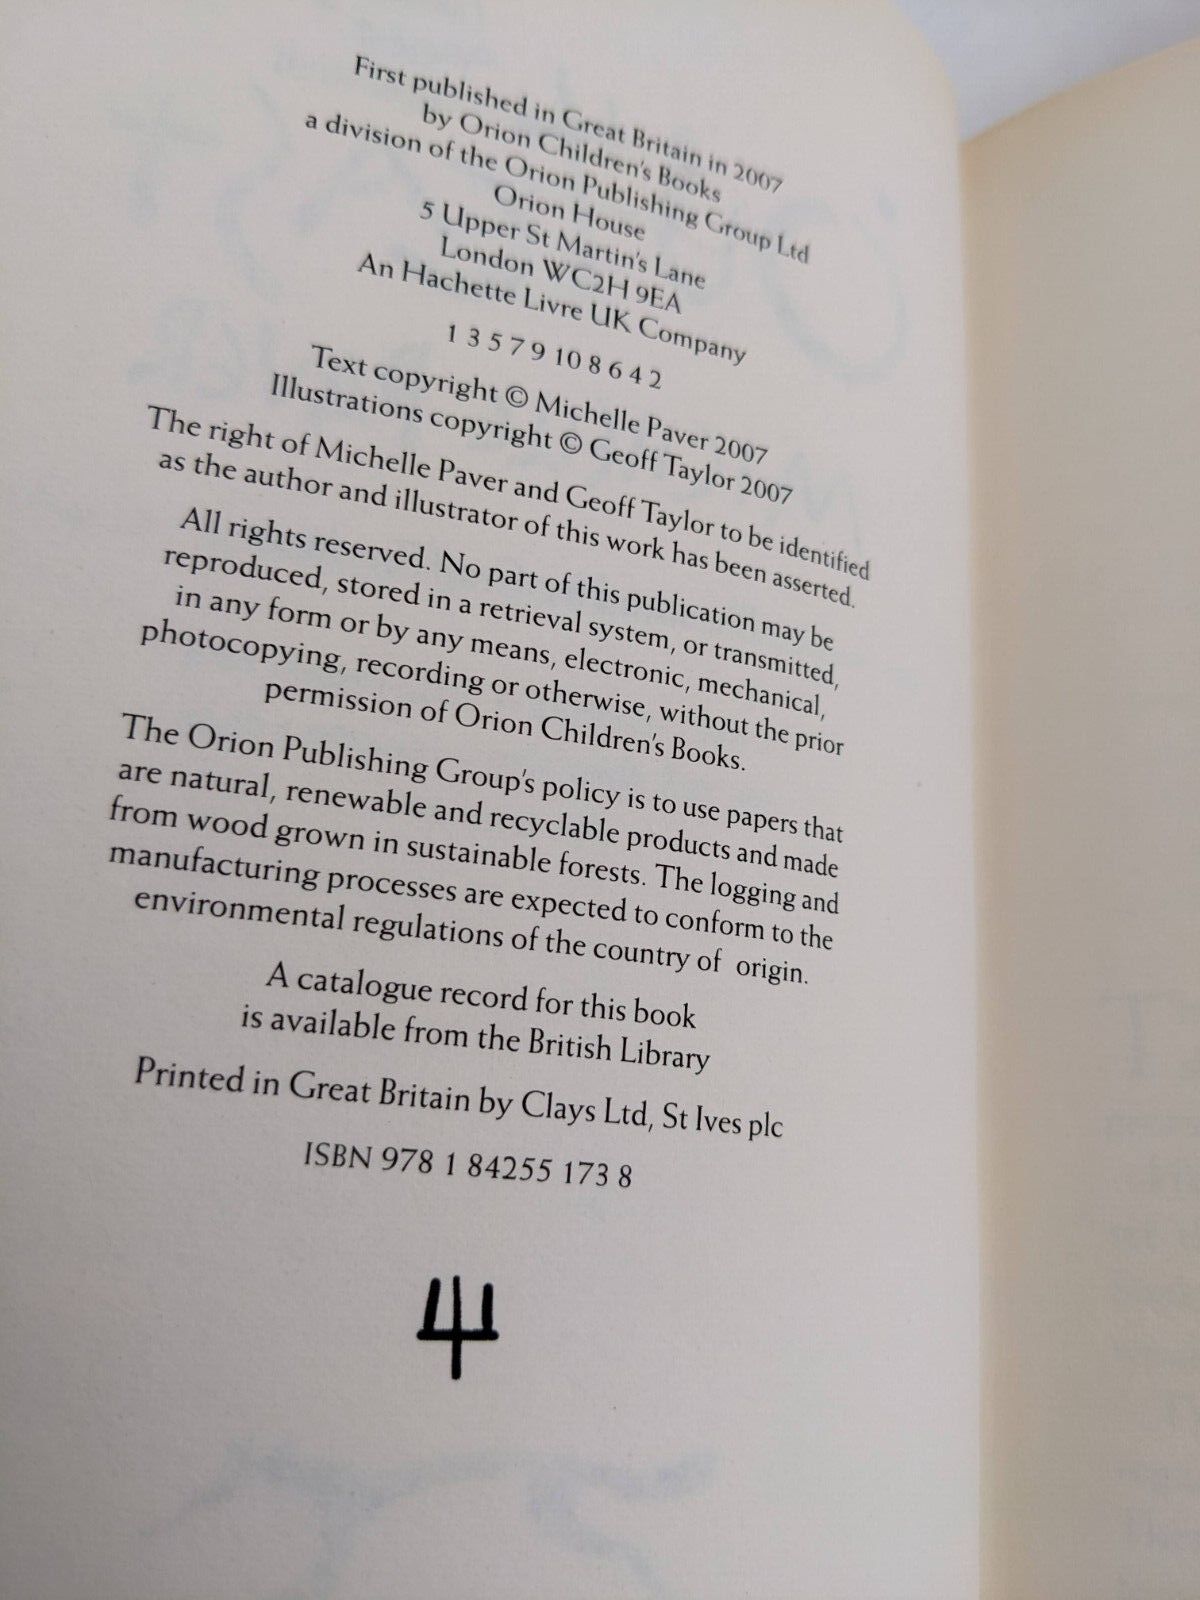 First published in Great Britain in 2007
by Orion Children's Books
a division of the Orion Publishing Group Ltd
Orion House
5 Upper St Martin's Lane
London WC2H 9EA
An Hachette Livre UK Company
1 3 5 7 9 10 8 6 4 2
Text copyright © Michelle Paver 2007
Illustrations copyright © Geoff Taylor 2007
The right of Michelle Paver and Geoff Taylor to be identified
as the author and illustrator of this work has been asserted.
All rights reserved. No part of this publication may be
reproduced, stored in a retrieval system, or transmitted,
in any form or by any means, electronic, mechanical,
photocopying, recording or otherwise, without the prior
permission of Orion Children's Books.
The Orion Publishing Group's policy is to use papers that
are natural, renewable and recyclable products and made
from wood grown in sustainable forests. The logging and
manufacturing processes are expected to conform to the
environmental regulations of the country of origin.
A catalogue record for this book
is available from the British Library
Printed in Great Britain by Clays Ltd, St Ives plc
ISBN 978 1 84255 173 8